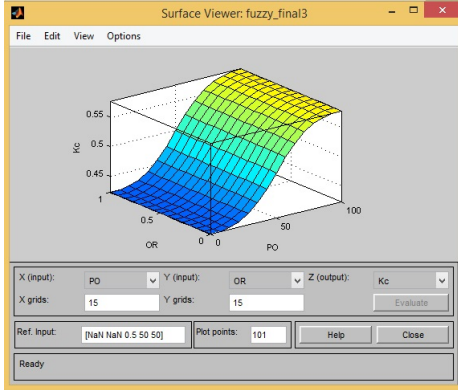 Surface Viewer: fuzzy_final3
File Edit View Options
0.55
0.5
0.45
Kc
1
0.5
0
OR
0
50
100
PO
X (input): PO Y (input): OR Z (output): Kc
X grids: 15 Y grids: 15 Evaluate
Ref. Input: [NaN NaN 0.5 50 50] Plot points: 101 Help Close
Ready